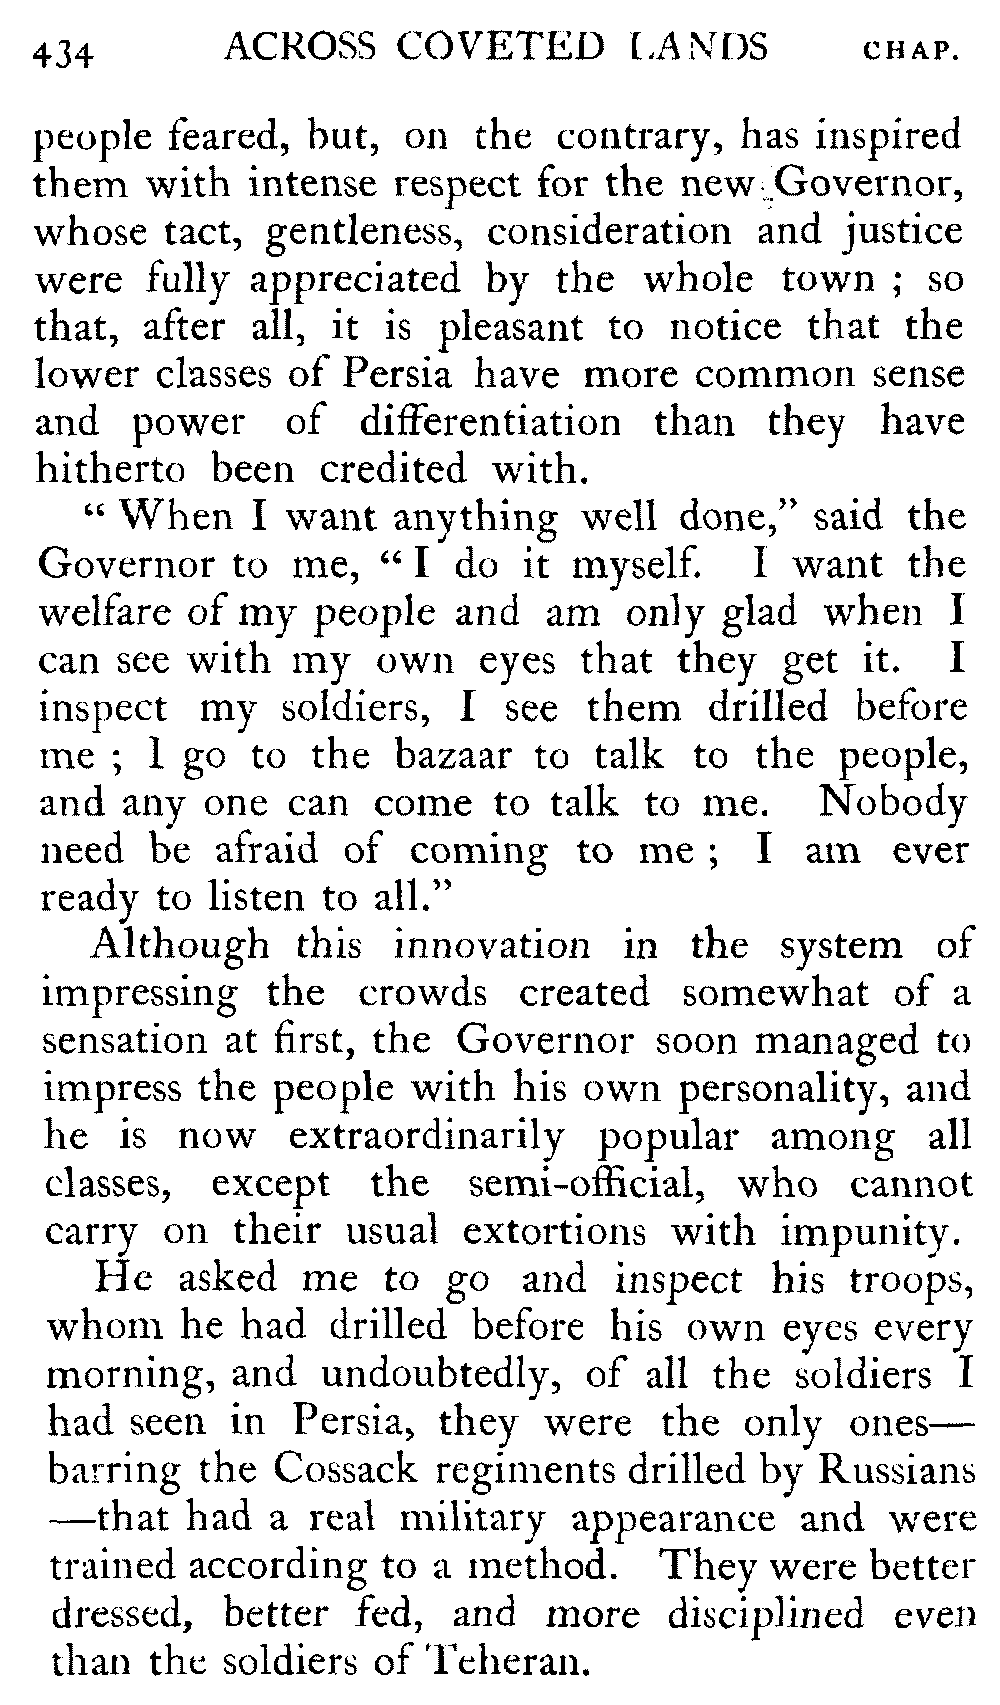 434 ACROSS COVETED LANDS CHAP.
people feared, but, on the contrary, has inspired
them with intense respect for the new Governor,
whose tact, gentleness, consideration and justice
were fully appreciated by the whole town ; so
that, after all, it is pleasant to notice that the
lower classes of Persia have more common sense
and power of differentiation than they have
hitherto been credited with.
“ When I want anything well done,” said the
Governor to me, “ I do it myself. I want the
welfare of my people and am only glad when I
can see with my own eyes that they get it. I
inspect my soldiers, I see them drilled before
me ; I go to the bazaar to talk to the people,
and any one can come to talk to me. Nobody
need be afraid of coming to me ; I am ever
ready to listen to all.”
Although this innovation in the system of
impressing the crowds created somewhat of a
sensation at first, the Governor soon managed to
impress the people with his own personality, and
he is now extraordinarily popular among all
classes, except the semi-official, who cannot
carry on their usual extortions with impunity.
He asked me to go and inspect his troops,
whom he had drilled before his own eyes every
morning, and undoubtedly, of all the soldiers I
had seen in Persia, they were the only ones—
barring the Cossack regiments drilled by Russians
—that had a real military appearance and were
trained according to a method. They were better
dressed, better fed, and more disciplined even
than the soldiers of Teheran.